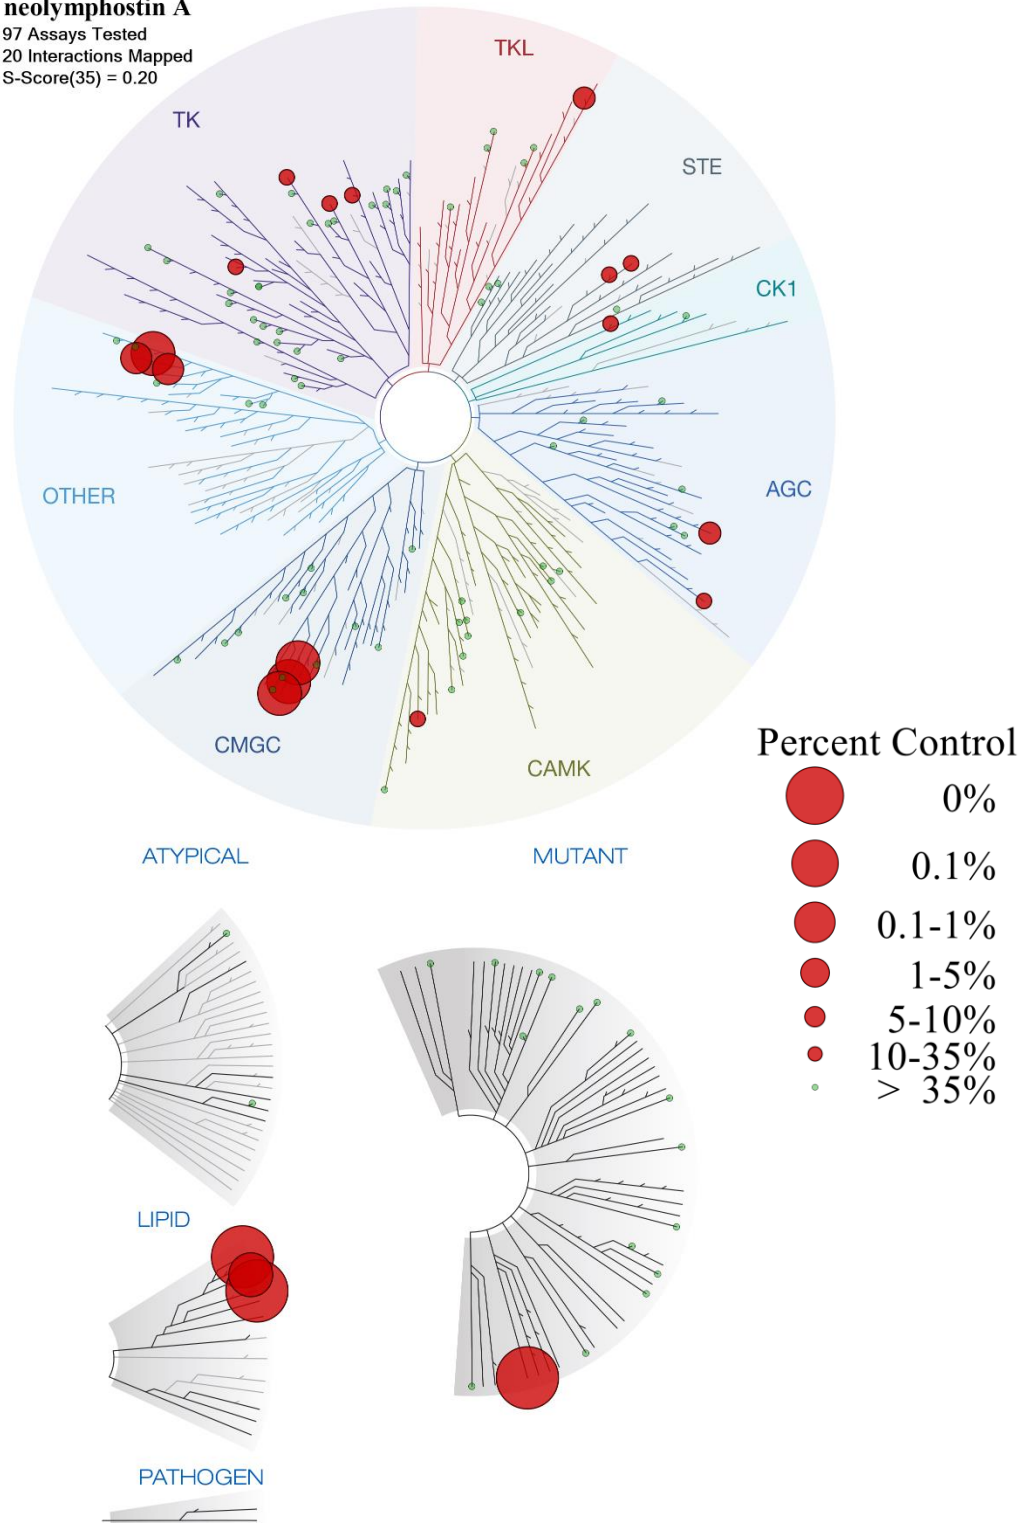 neolymphostin A
97 Assays Tested
20 Interactions Mapped
S-Score(35) = 0.20
TKL
TK
STE
CK1
OTHER
AGC
CMGC
CAMK
Percent Control
0%
0.1%
0.1-1%
1-5%
5-10%
10-35%
> 35%
ATYPICAL
MUTANT
LIPID
PATHOGEN